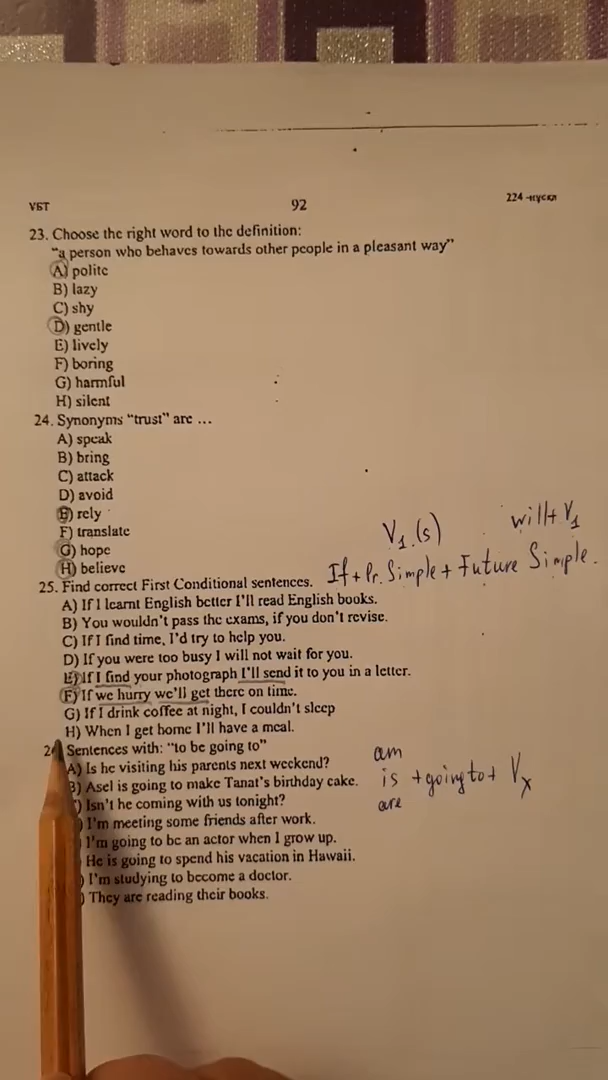 ҰБТ 92 224 -нұсқа
23. Choose the right word to the definition:
"a person who behaves towards other people in a pleasant way"
A) polite
B) lazy
C) shy
D) gentle
E) lively
F) boring
G) harmful
H) silent
24. Synonyms "trust" are ...
A) speak
B) bring
C) attack
D) avoid
E) rely
F) translate
G) hope
H) believe
V₁(s) will+ V₁
If + Pr. Simple + Future Simple.
25. Find correct First Conditional sentences.
A) If I learnt English better I'll read English books.
B) You wouldn't pass the exams, if you don't revise.
C) If I find time, I'd try to help you.
D) If you were too busy I will not wait for you.
E) If I find your photograph I'll send it to you in a letter.
F) If we hurry we'll get there on time.
G) If I drink coffee at night, I couldn't sleep
H) When I get home I'll have a meal.
Sentences with: "to be going to"
A) Is he visiting his parents next weekend?
B) Asel is going to make Tanat's birthday cake.
) Isn't he coming with us tonight?
) I'm meeting some friends after work.
I'm going to be an actor when I grow up.
He is going to spend his vacation in Hawaii.
) I'm studying to become a doctor.
) They are reading their books.
am
is + going to + Vₓ
are